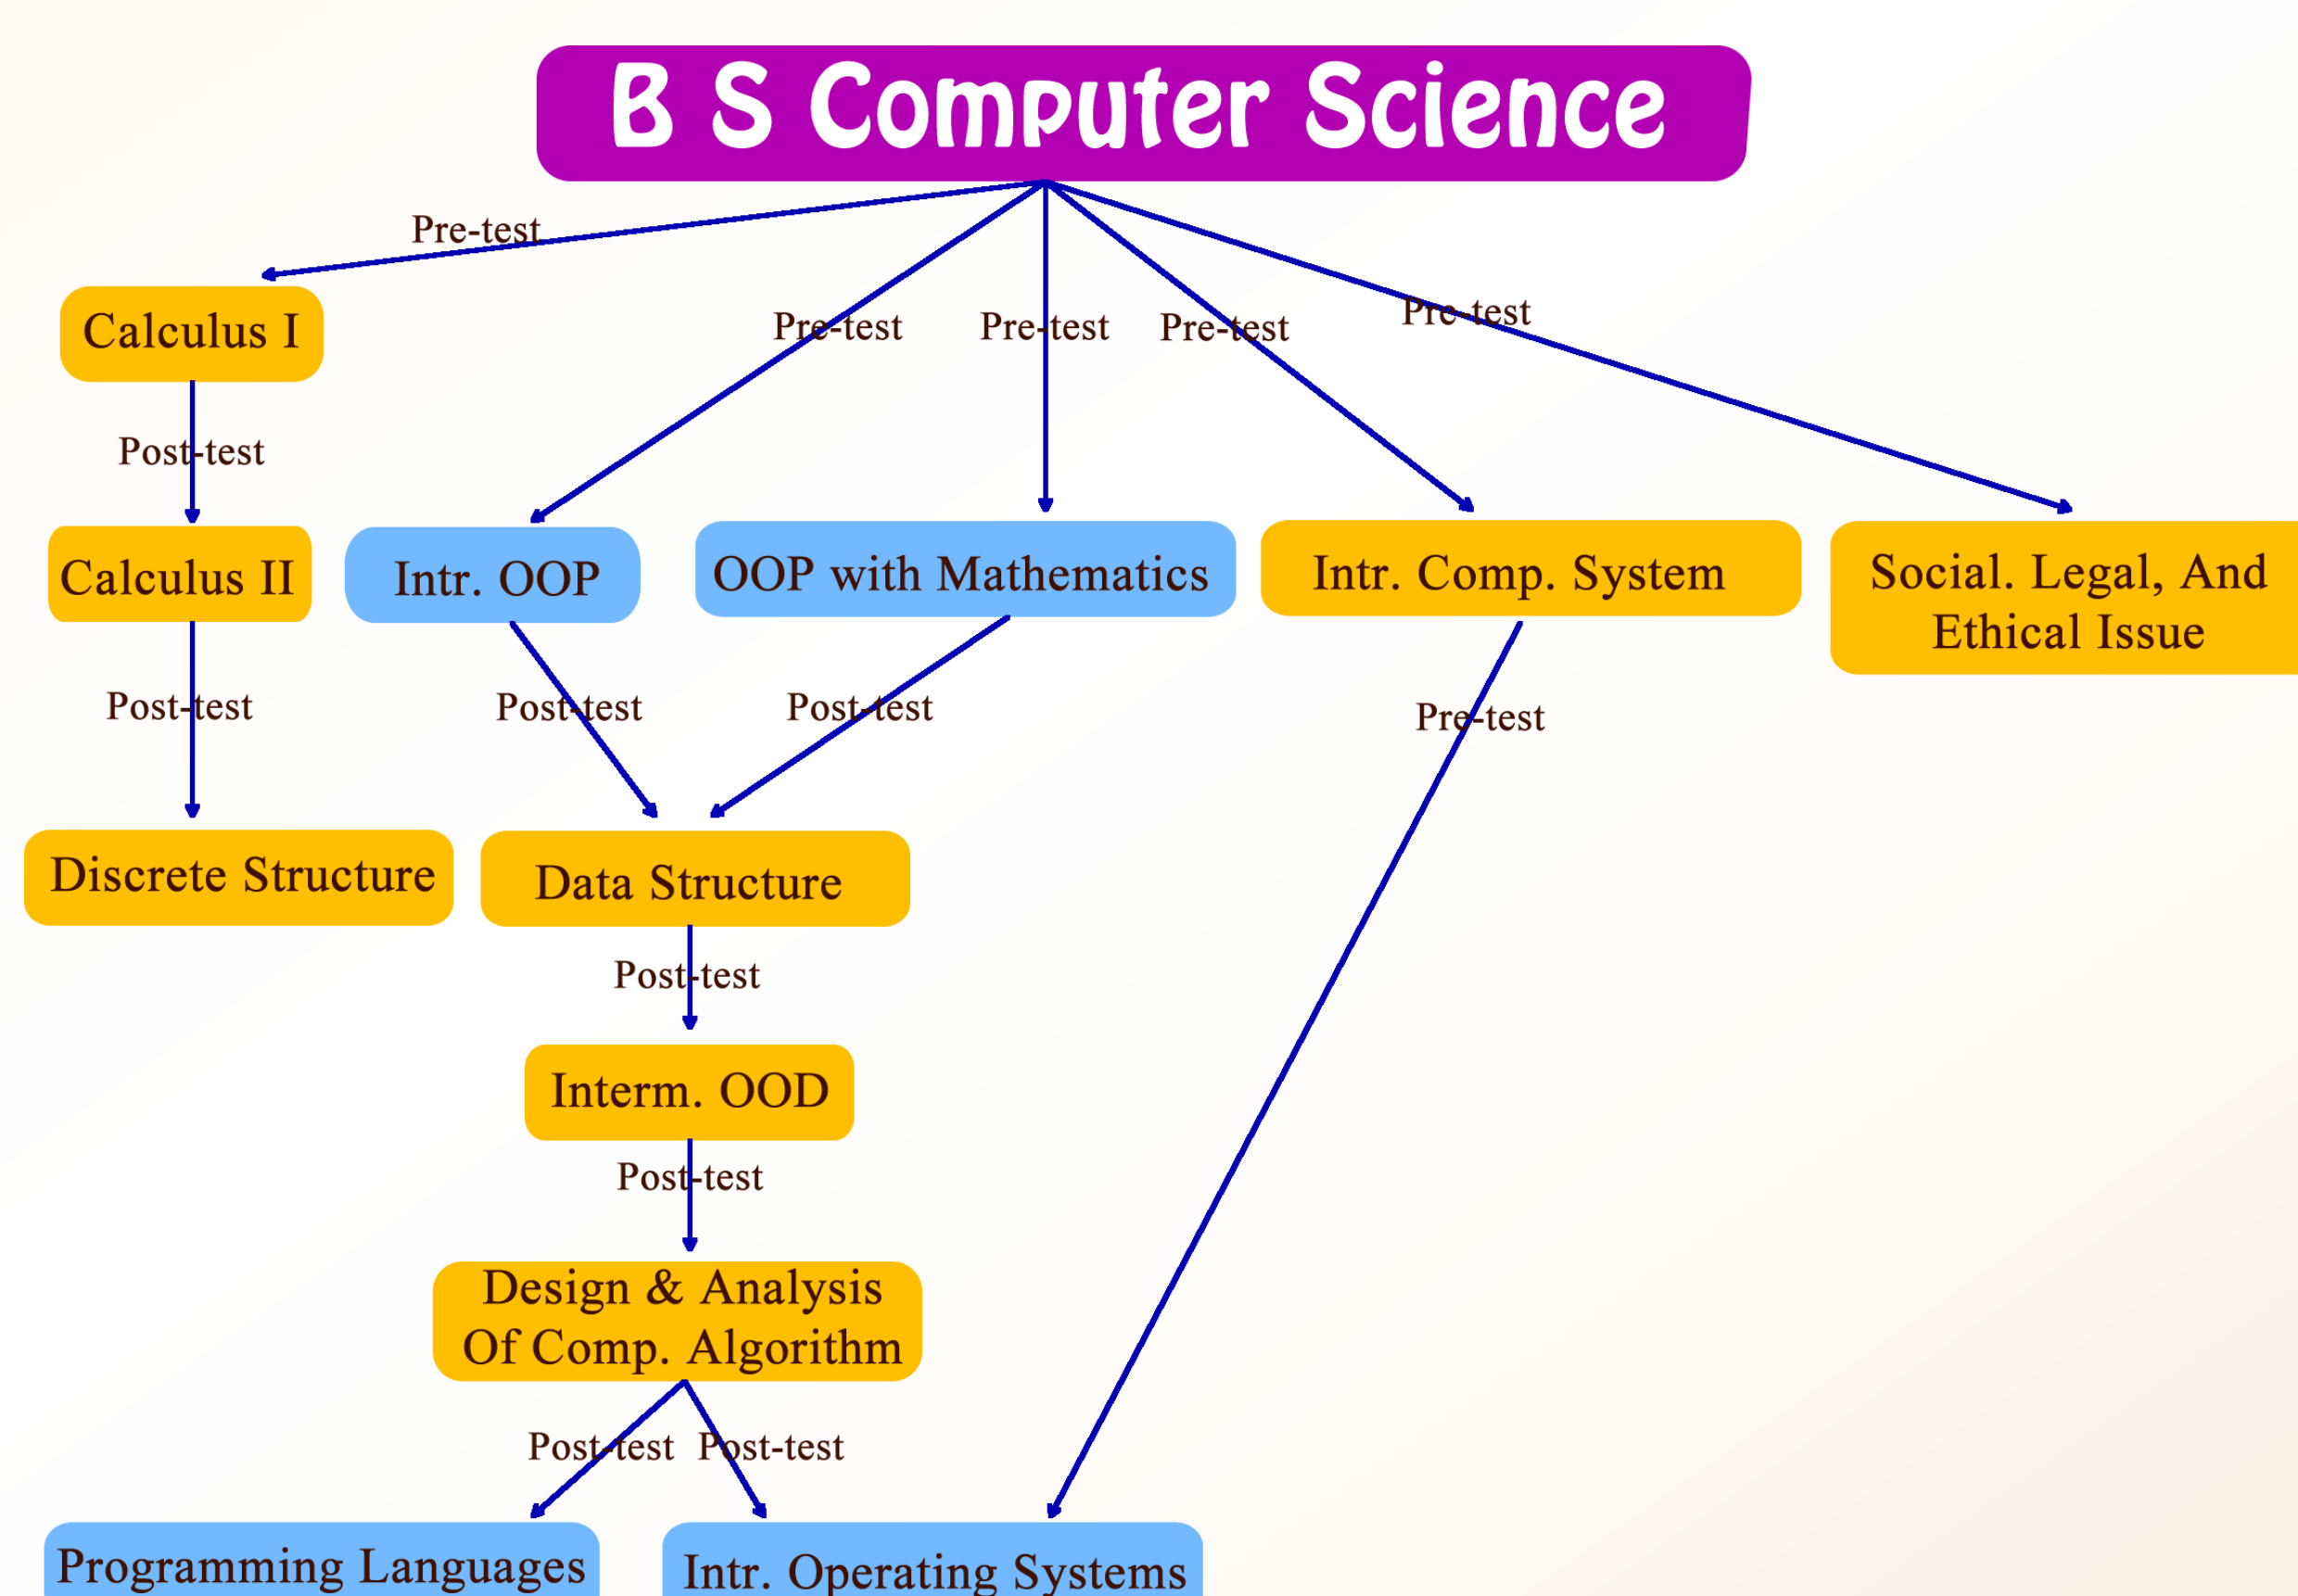 B S Computer Science
Pre-test
Pre-test
Pre-test
Pre-test
Pre-test
Calculus I
Post-test
Calculus II
Intr. OOP
OOP with Mathematics
Intr. Comp. System
Social. Legal, And
Ethical Issue
Post-test
Post-test
Post-test
Pre-test
Discrete Structure
Data Structure
Post-test
Interm. OOD
Post-test
Design & Analysis
Of Comp. Algorithm
Post-test
Post-test
Programming Languages
Intr. Operating Systems